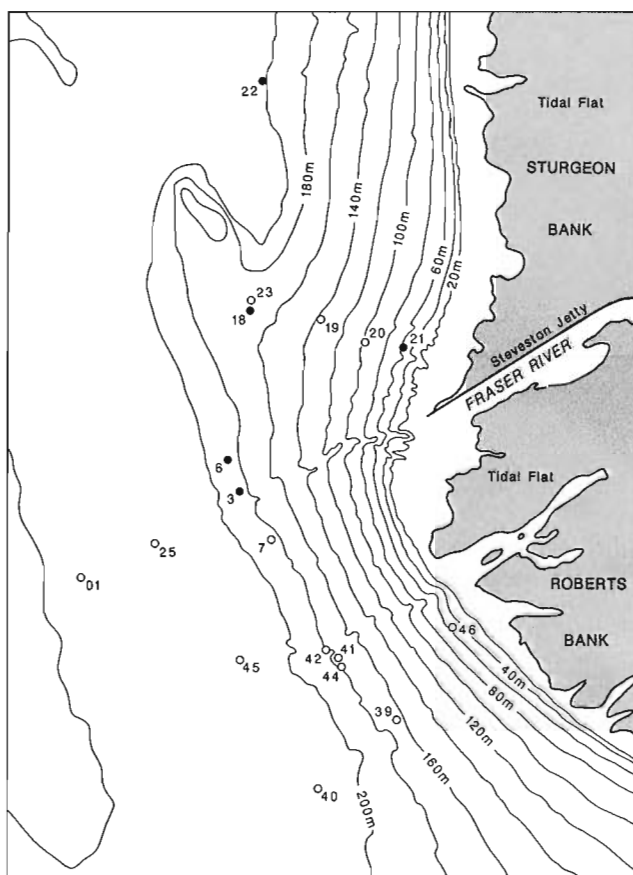 22
Tidal Flat
STURGEON
BANK
180m
140m
100m
60m
20m
23
18
19
20
21
Steveston Jetty
FRASER RIVER
6
3
Tidal Flat
7
25
01
ROBERTS
BANK
46
42
41
44
45
40m
80m
39
120m
160m
40
200m